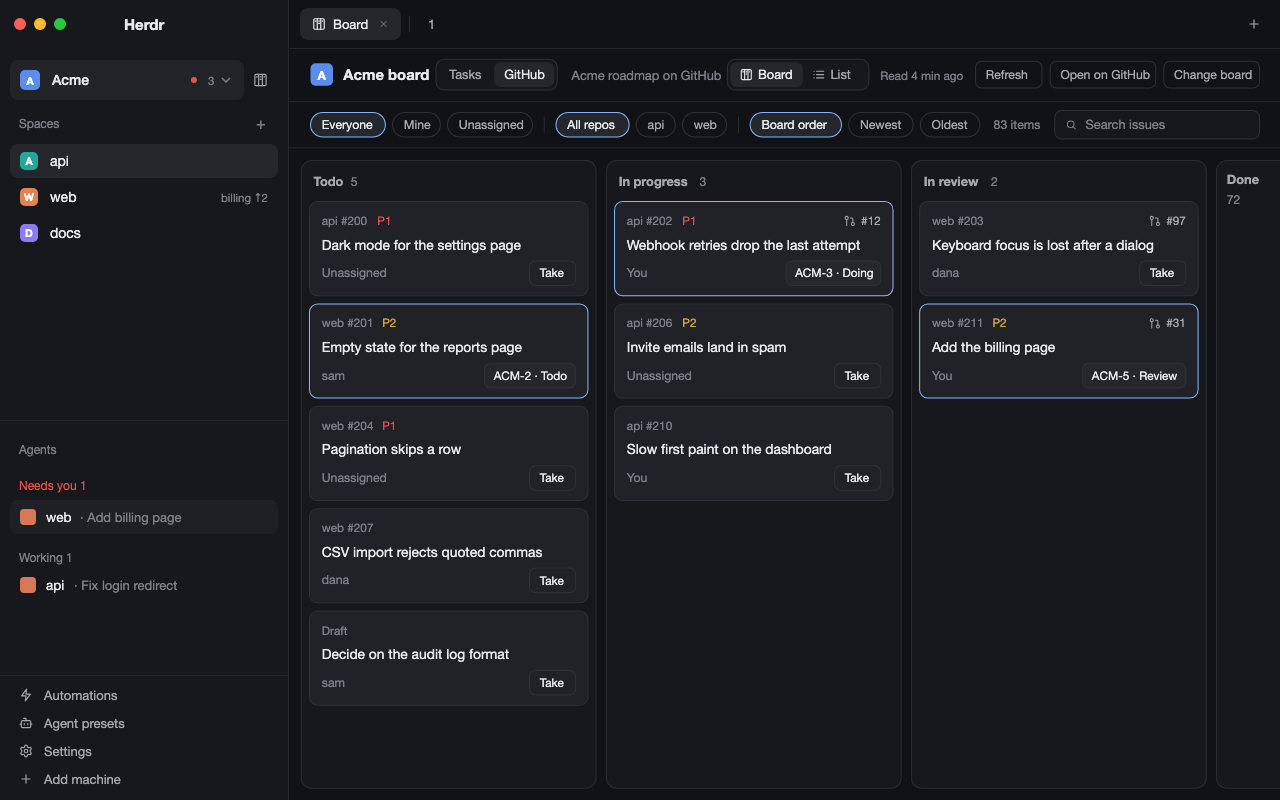 Herdr
A Acme 3
Spaces
A api
W web billing ↑2
D docs
Agents
Needs you 1
web · Add billing page
Working 1
api · Fix login redirect
Automations
Agent presets
Settings
Add machine
Board × 1 +
A Acme board Tasks GitHub Acme roadmap on GitHub Board List Read 4 min ago Refresh Open on GitHub Change board
Everyone Mine Unassigned All repos api web Board order Newest Oldest 83 items Search issues
Todo 5
api #200 P1
Dark mode for the settings page
Unassigned Take
web #201 P2
Empty state for the reports page
sam ACM-2 · Todo
web #204 P1
Pagination skips a row
Unassigned Take
web #207
CSV import rejects quoted commas
dana Take
Draft
Decide on the audit log format
sam Take
In progress 3
api #202 P1 #12
Webhook retries drop the last attempt
You ACM-3 · Doing
api #206 P2
Invite emails land in spam
Unassigned Take
api #210
Slow first paint on the dashboard
You Take
In review 2
web #203 #97
Keyboard focus is lost after a dialog
dana Take
web #211 P2 #31
Add the billing page
You ACM-5 · Review
Done
72